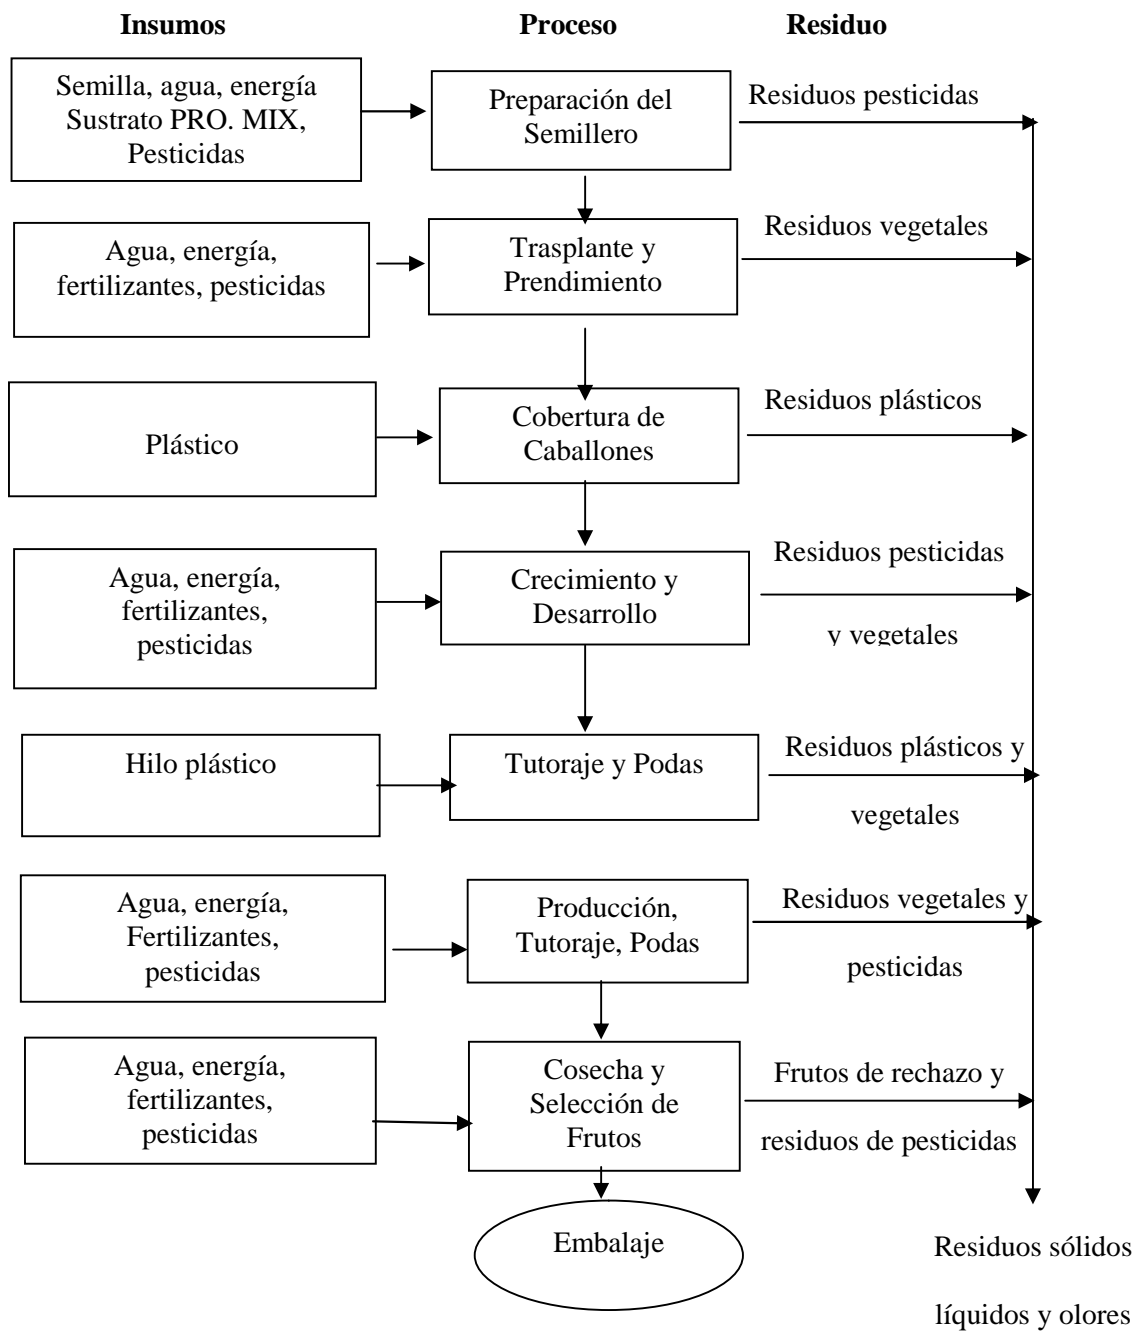 Insumos
Proceso
Residuo
Semilla, agua, energía
Sustrato PRO. MIX,
Pesticidas
Preparación del
Semillero
Residuos pesticidas
Agua, energía,
fertilizantes, pesticidas
Trasplante y
Prendimiento
Residuos vegetales
Plástico
Cobertura de
Caballones
Residuos plásticos
Agua, energía,
fertilizantes,
pesticidas
Crecimiento y
Desarrollo
Residuos pesticidas
y vegetales
Hilo plástico
Tutoraje y Podas
Residuos plásticos y
vegetales
Agua, energía,
Fertilizantes,
pesticidas
Producción,
Tutoraje, Podas
Residuos vegetales y
pesticidas
Agua, energía,
fertilizantes,
pesticidas
Cosecha y
Selección de
Frutos
Frutos de rechazo y
residuos de pesticidas
Embalaje
Residuos sólidos
líquidos y olores